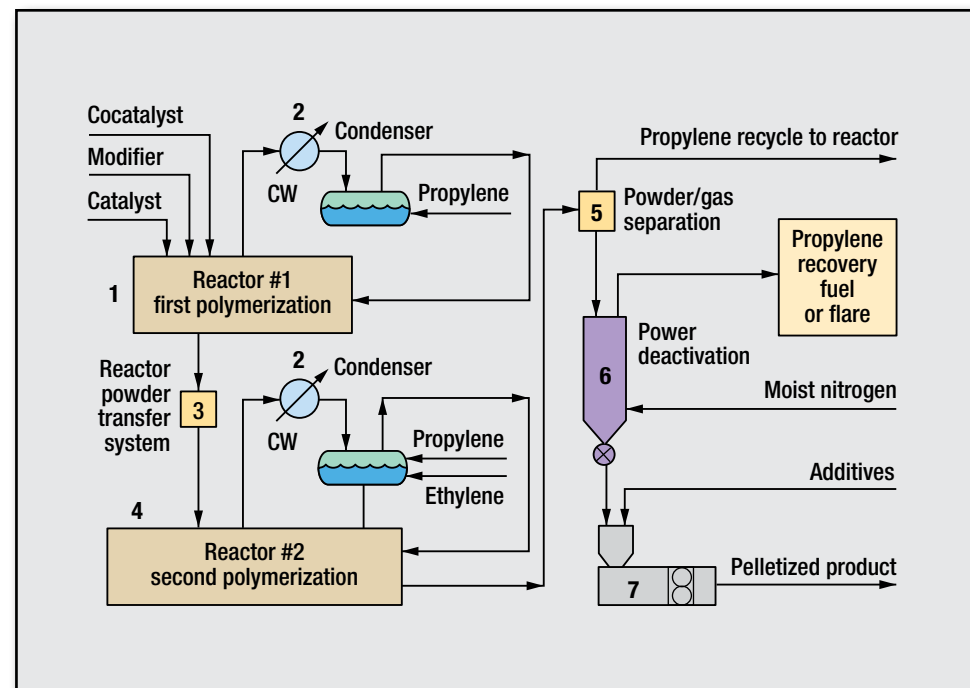 Cocatalyst
Modifier
Catalyst
2
Condenser
CW
Propylene
1
Reactor #1
first polymerization
Reactor
powder
transfer
system
3
2
Condenser
CW
Propylene
Ethylene
4
Reactor #2
second polymerization
Propylene recycle to reactor
5
Powder/gas
separation
Propylene
recovery
fuel
or flare
Power
deactivation
6
Moist nitrogen
Additives
Pelletized product
7